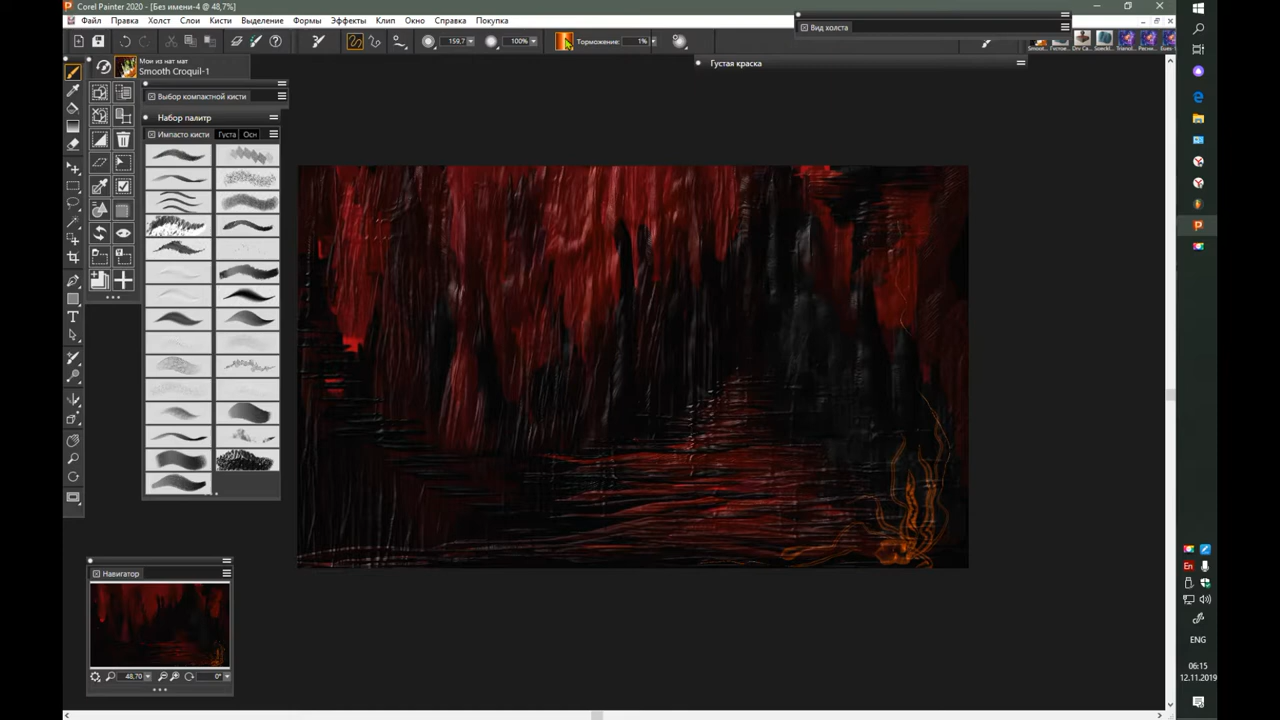 Corel Painter 2020 - [Без имени-4 @ 48,7%]
Файл Правка Холст Слои Кисти Выделение Формы Эффекты Клип Окно Справка Покупка
Вид холста
159.7 100% Торможение: 1%
Мои из нат мат
Smooth Croquil-1
Густая краска
Выбор компактной кисти
Набор палитр
Импасто кисти Густа Осн
Навигатор
48,70 0°
En
ENG
06:15
12.11.2019